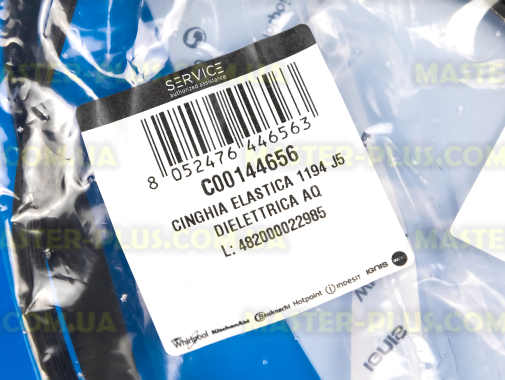 SERVICE
authorized assistance
8 052476 446563
C00144656
CINGHIA ELASTICA 1194 J5
DIELETTRICA AQ
L: 482000022985
Whirlpool KitchenAid Bauknecht Hotpoint indesit IGNIS
MASTER-PLUS.COM.UA